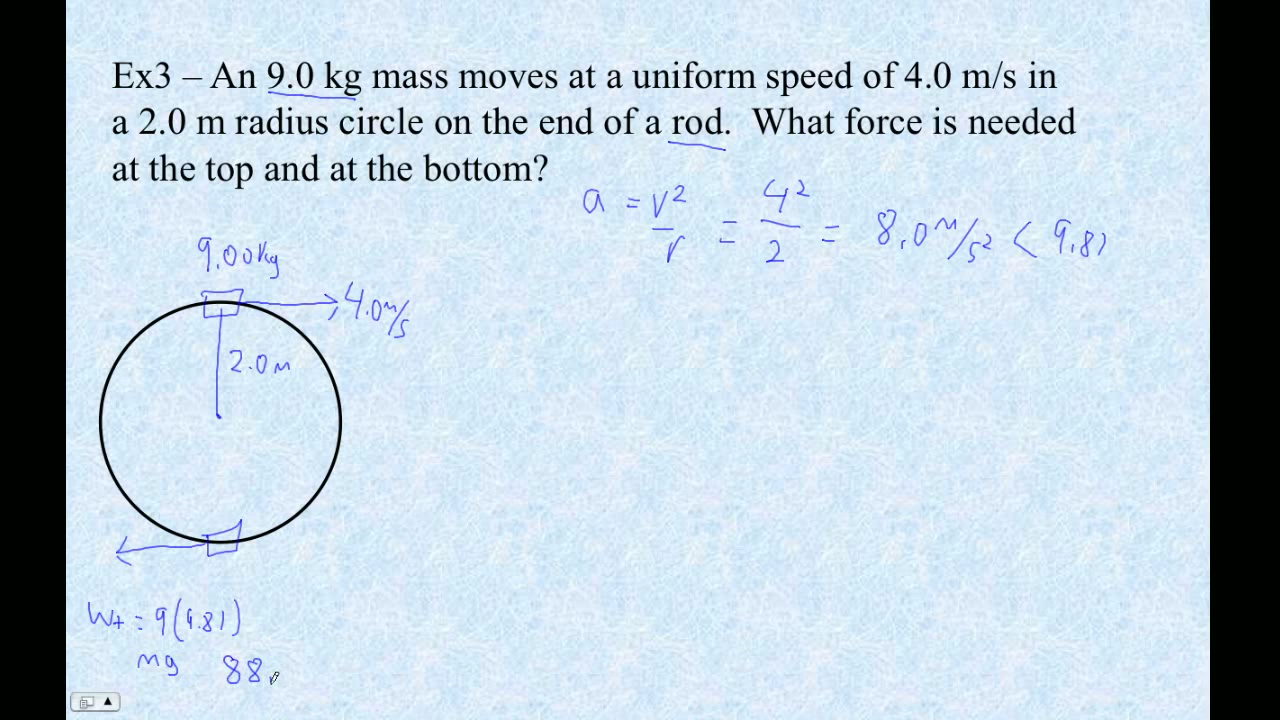 Ex3 – An 9.0 kg mass moves at a uniform speed of 4.0 m/s in
a 2.0 m radius circle on the end of a rod. What force is needed
at the top and at the bottom?
a = v²/r = 4²/2 = 8.0 m/s² < 9.81
9.00kg
4.0 m/s
2.0 m
Wt = 9(9.81)
mg 88.